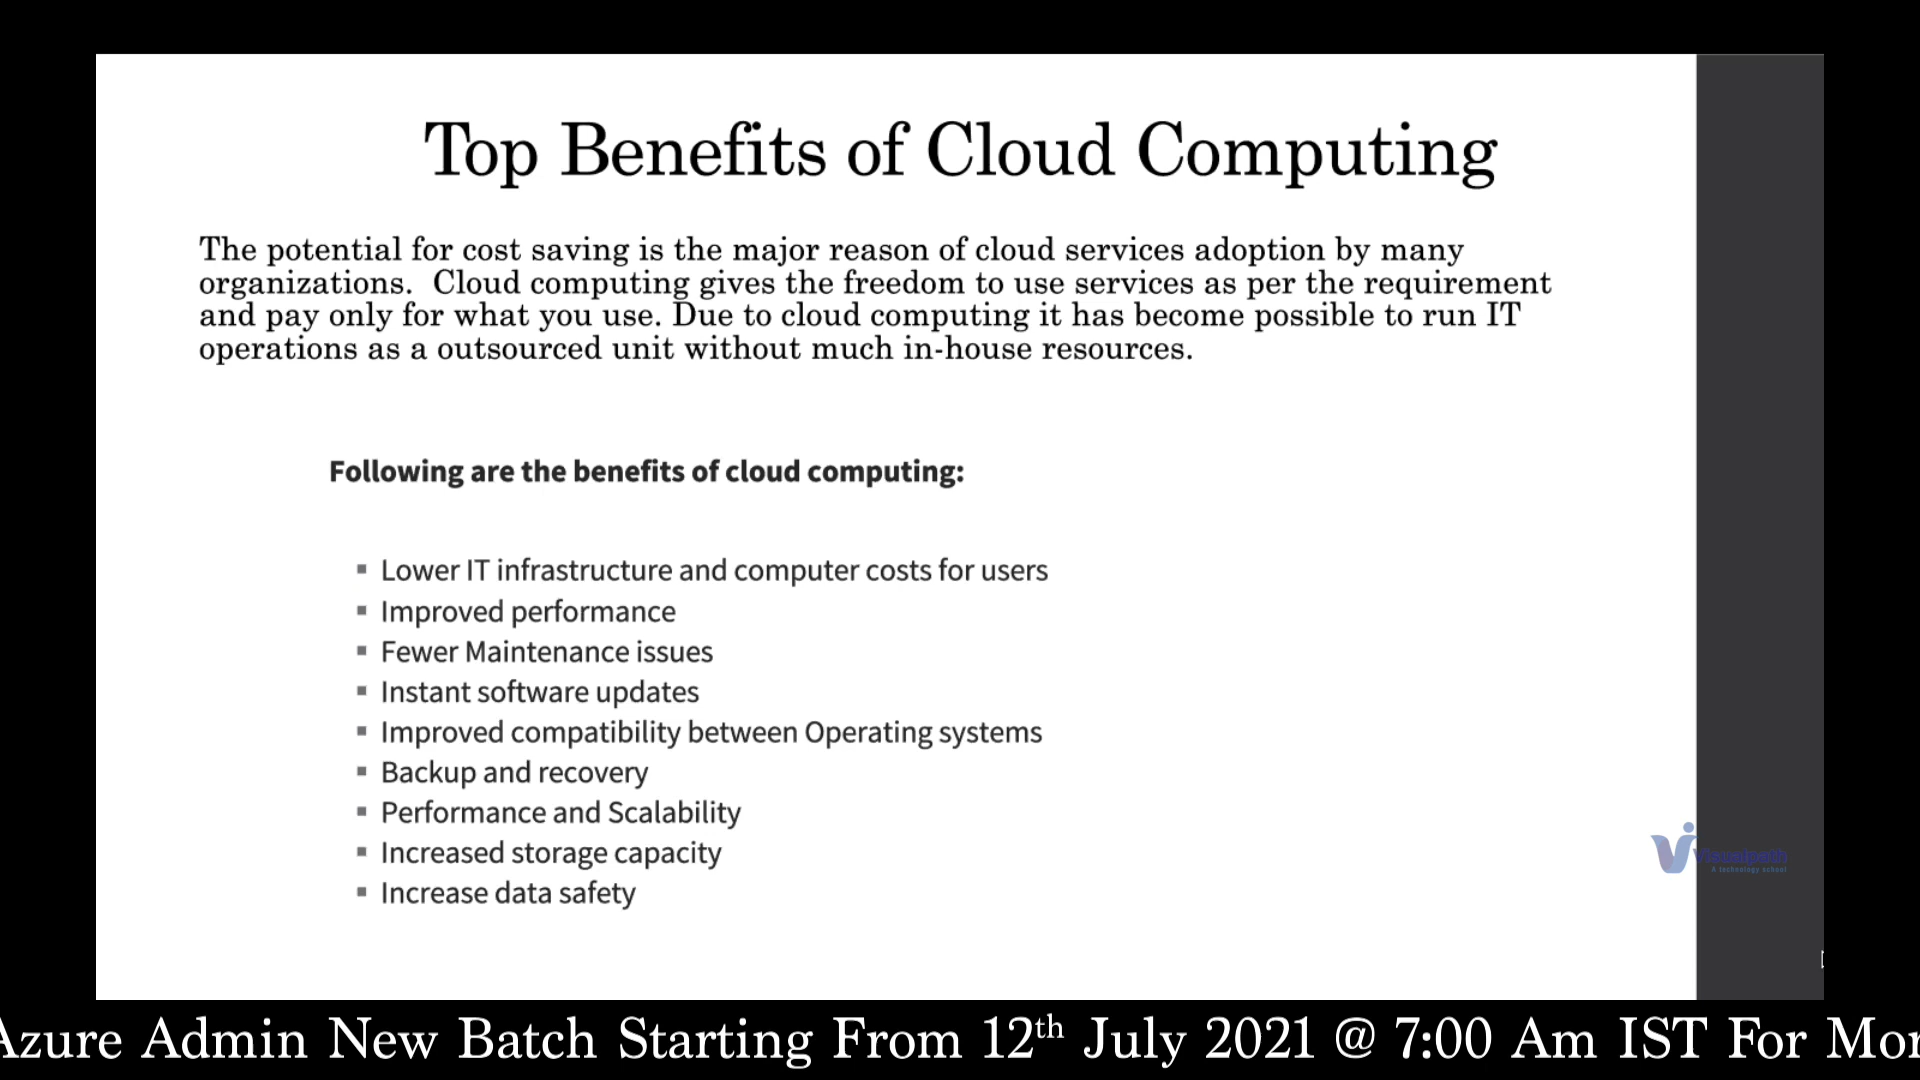 Top Benefits of Cloud Computing
The potential for cost saving is the major reason of cloud services adoption by many
organizations.  Cloud computing gives the freedom to use services as per the requirement
and pay only for what you use. Due to cloud computing it has become possible to run IT
operations as a outsourced unit without much in-house resources.
Following are the benefits of cloud computing:
▪ Lower IT infrastructure and computer costs for users
▪ Improved performance
▪ Fewer Maintenance issues
▪ Instant software updates
▪ Improved compatibility between Operating systems
▪ Backup and recovery
▪ Performance and Scalability
▪ Increased storage capacity
▪ Increase data safety
Visualpath
A technology school
Azure Admin New Batch Starting From 12th July 2021 @ 7:00 Am IST For